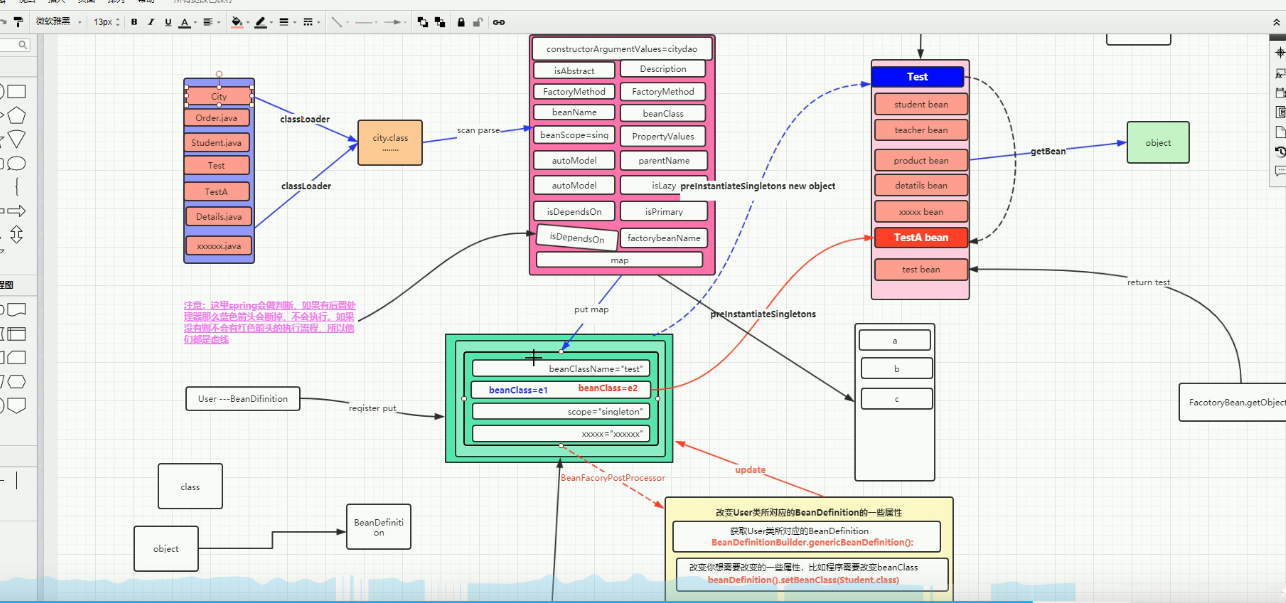 微软雅黑
13px
B
I
U
A
City
Order.java
Student.java
Test
TestA
Details.java
xxxxxx.java
classLoader
classLoader
city.class
........
scan parse
constructorArgumentValues=citydao
isAbstract
Description
FactoryMethod
FactoryMethod
beanName
beanClass
beanScope=sing
PropertyValues
autoModel
parentName
autoModel
isLazy
isDependsOn
isPrimary
isDependsOn
factorybeanName
map
preInstantiateSingletons new object
put map
preInstantiateSingletons
Test
student bean
teacher bean
product bean
detatils bean
xxxxx bean
TestA bean
test bean
getBean
object
return test
FacotoryBean.getObject
a
b
c
注意：这里spring会做判断，如果有后置处
理器那么蓝色箭头会断掉，不会执行。如果
没有则不会有红色箭头的执行流程，所以他
们都是虚线
User ---BeanDifinition
register put
beanClassName="test"
beanClass=e1
beanClass=e2
scope="singleton"
xxxxx="xxxxxx"
BeanFacoryPostProcessor
update
class
object
BeanDefiniti
on
改变User类所对应的BeanDefinition的一些属性
获取User类所对应的BeanDefinition
BeanDefinitionBuilder.genericBeanDefinition();
改变你想需要改变的一些属性，比如程序需要改变beanClass
beanDefinition().setBeanClass(Student.class)